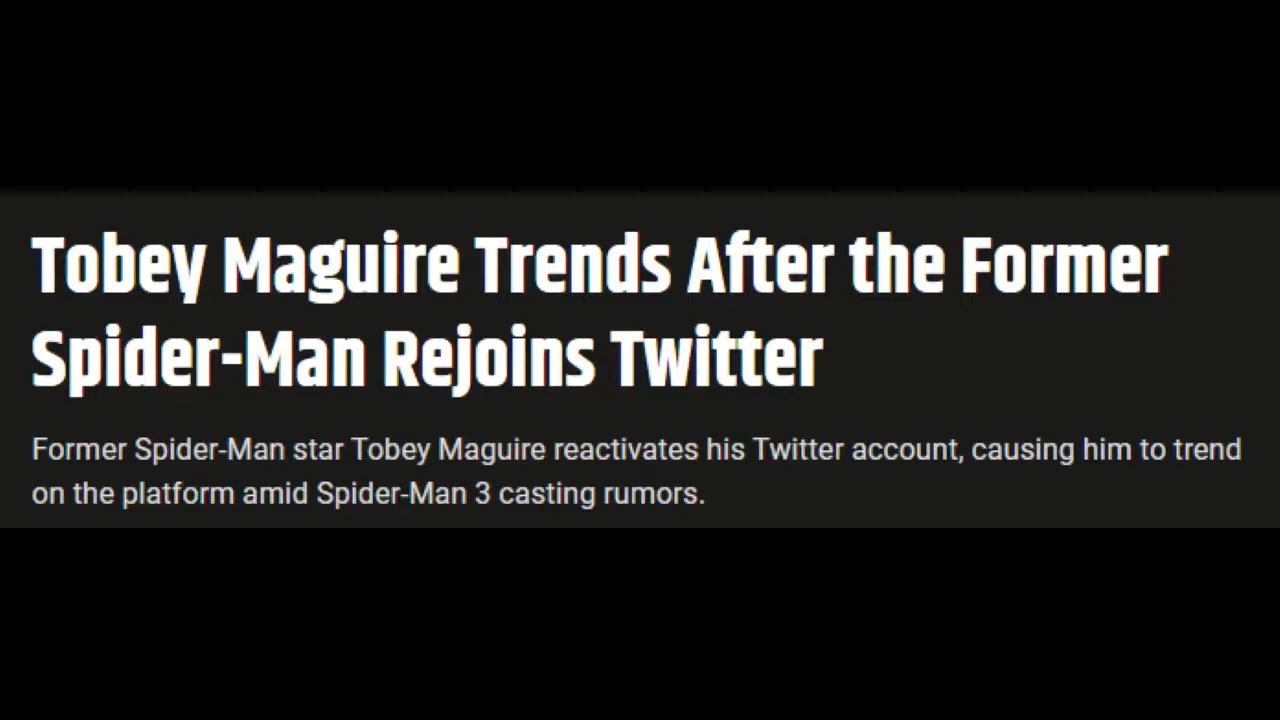 Tobey Maguire Trends After the Former
Spider-Man Rejoins Twitter
Former Spider-Man star Tobey Maguire reactivates his Twitter account, causing him to trend
on the platform amid Spider-Man 3 casting rumors.